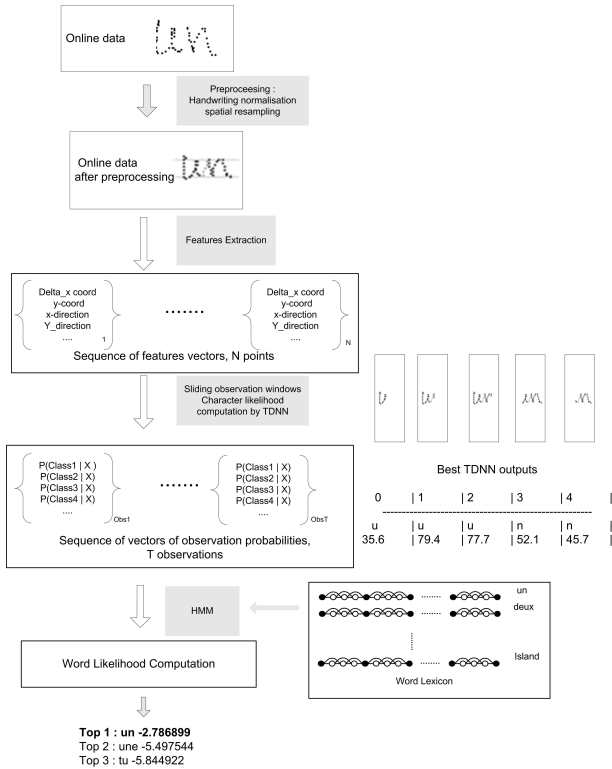 Online data
un
Preproceesing :
Handwriting normalisation
spatial resampling
Online data
after preprocessing
un
Features Extraction
Delta_x coord
y-coord
x-direction
Y_direction
....
1
.......
Delta_x coord
y-coord
x-direction
Y_direction
....
N
Sequence of features vectors, N points
Sliding observation windows
Character likelihood
computation by TDNN
P(Class1 | X )
P(Class2 | X)
P(Class3 | X)
P(Class4 | X)
....
Obs1
.......
P(Class1 | X)
P(Class2 | X)
P(Class3 | X)
P(Class4 | X)
....
ObsT
Sequence of vectors of observation probabilities,
T observations
Best TDNN outputs
0 | 1 | 2 | 3 | 4 |
-------------------------------------------------
u | u | u | n | n |
35.6 | 79.4 | 77.7 | 52.1 | 45.7 |
HMM
un
deux
Island
Word Lexicon
Word Likelihood Computation
Top 1 : un -2.786899
Top 2 : une -5.497544
Top 3 : tu -5.844922